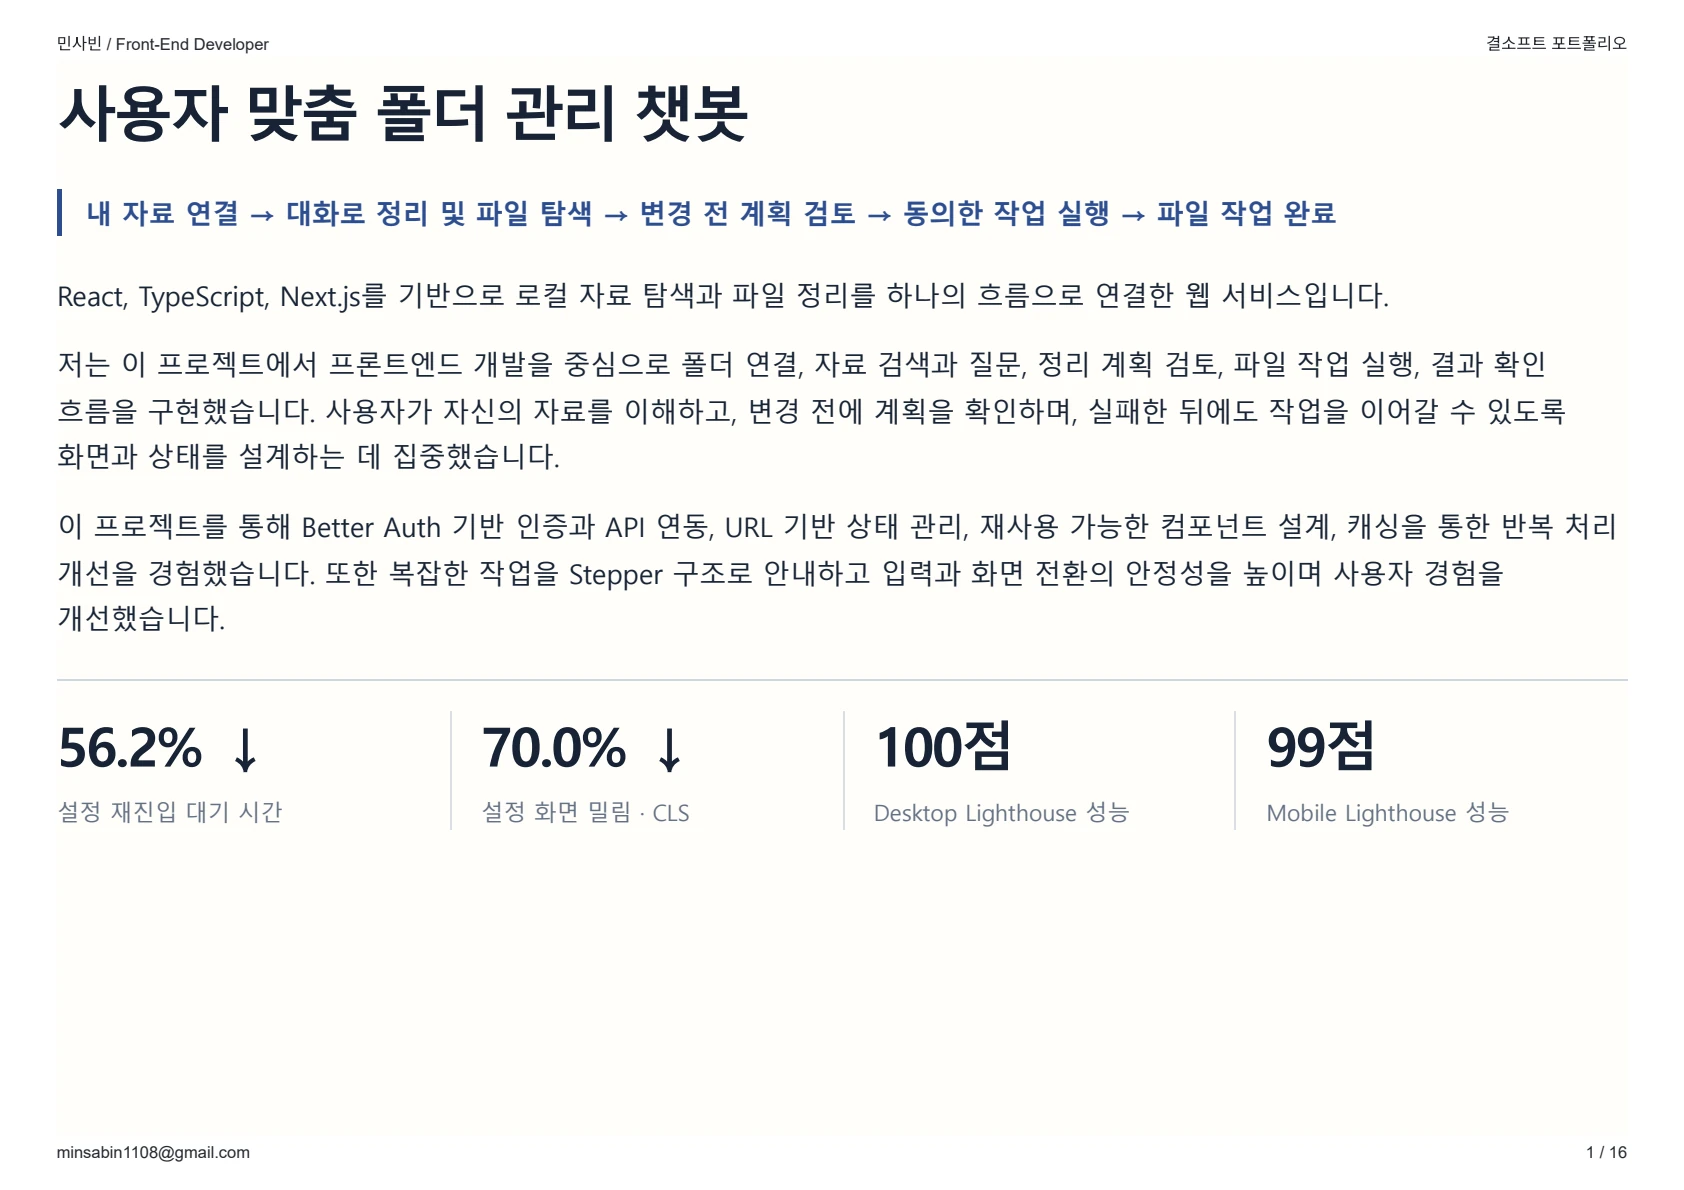 민사빈 / Front-End Developer
결소프트 포트폴리오
사용자 맞춤 폴더 관리 챗봇
내 자료 연결 → 대화로 정리 및 파일 탐색 → 변경 전 계획 검토 → 동의한 작업 실행 → 파일 작업 완료
React, TypeScript, Next.js를 기반으로 로컬 자료 탐색과 파일 정리를 하나의 흐름으로 연결한 웹 서비스입니다.
저는 이 프로젝트에서 프론트엔드 개발을 중심으로 폴더 연결, 자료 검색과 질문, 정리 계획 검토, 파일 작업 실행, 결과 확인
흐름을 구현했습니다. 사용자가 자신의 자료를 이해하고, 변경 전에 계획을 확인하며, 실패한 뒤에도 작업을 이어갈 수 있도록
화면과 상태를 설계하는 데 집중했습니다.
이 프로젝트를 통해 Better Auth 기반 인증과 API 연동, URL 기반 상태 관리, 재사용 가능한 컴포넌트 설계, 캐싱을 통한 반복 처리
개선을 경험했습니다. 또한 복잡한 작업을 Stepper 구조로 안내하고 입력과 화면 전환의 안정성을 높이며 사용자 경험을
개선했습니다.
56.2% ↓
설정 재진입 대기 시간
70.0% ↓
설정 화면 밀림 · CLS
100점
Desktop Lighthouse 성능
99점
Mobile Lighthouse 성능
minsabin1108@gmail.com
1 / 16